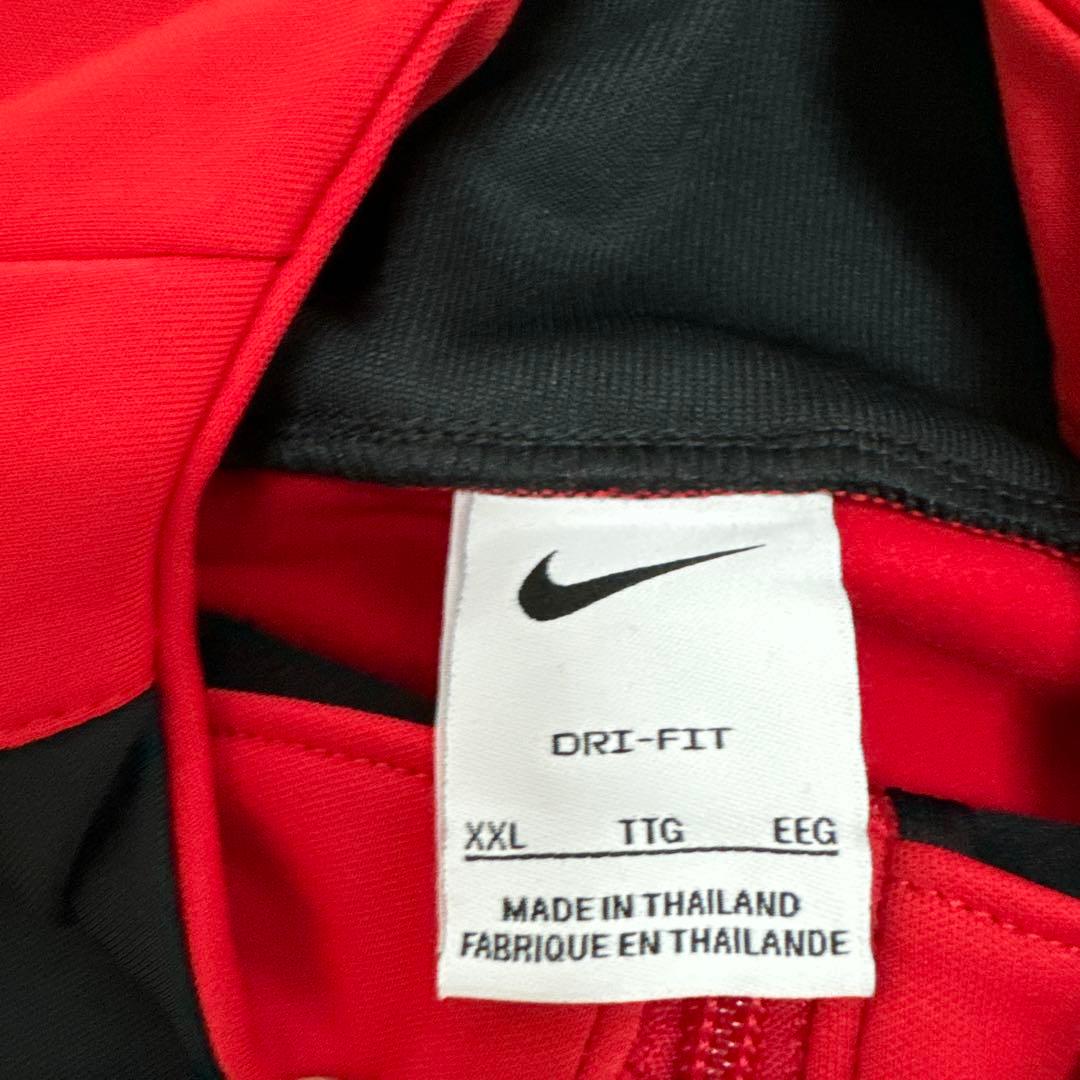 DRI-FIT
XXL TTG EEG
MADE IN THAILAND
FABRIQUE EN THAILANDE